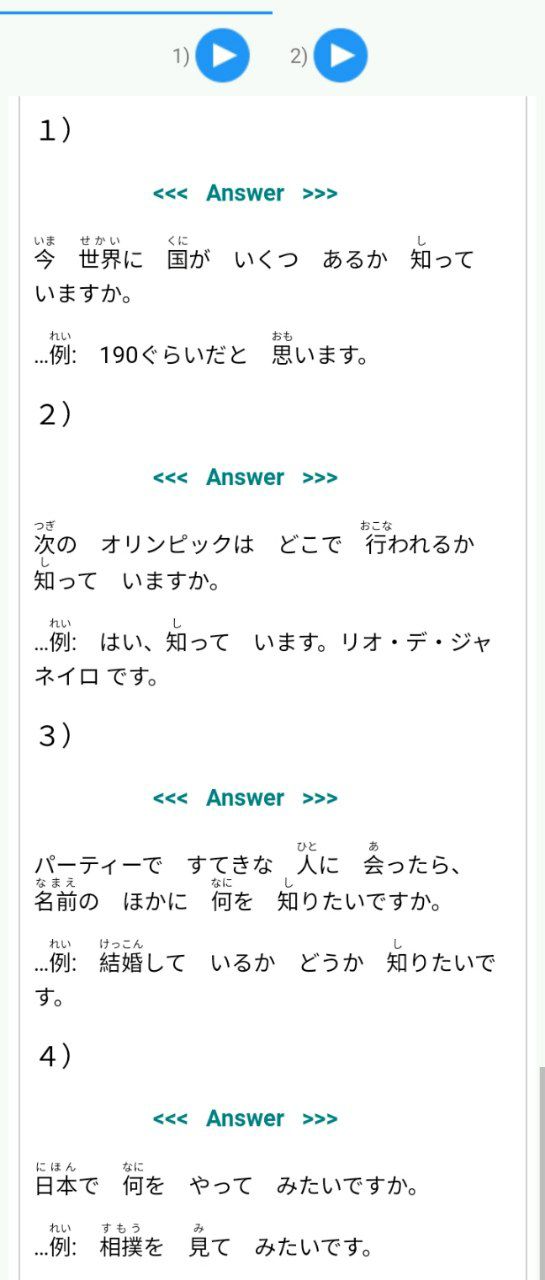 1) 2)
1)
<<< Answer >>>
いま せかい くに し
今 世界に 国が いくつ あるか 知って
いますか。
れい おも
...例: 190ぐらいだと 思います。
2)
<<< Answer >>>
つぎ おこな
次の オリンピックは どこで 行われるか
し
知って いますか。
れい し
...例: はい、知って います。リオ・デ・ジャ
ネイロ です。
3)
<<< Answer >>>
ひと あ
パーティーで すてきな 人に 会ったら、
なまえ なに し
名前の ほかに 何を 知りたいですか。
れい けっこん し
...例: 結婚して いるか どうか 知りたいで
す。
4)
<<< Answer >>>
にほん なに
日本で 何を やって みたいですか。
れい すもう み
...例: 相撲を 見て みたいです。